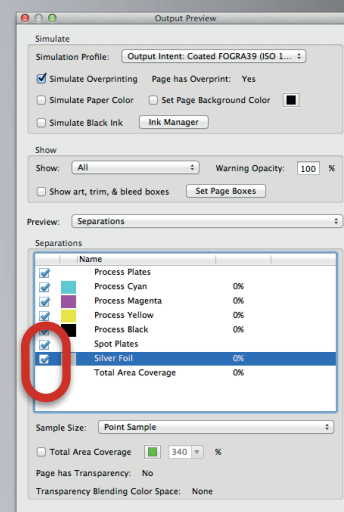 Output Preview
Simulate
Simulation Profile: Output Intent: Coated FOGRA39 (ISO 1...
Simulate Overprinting Page has Overprint: Yes
Simulate Paper Color Set Page Background Color
Simulate Black Ink Ink Manager
Show
Show: All Warning Opacity: 100 %
Show art, trim, & bleed boxes Set Page Boxes
Preview: Separations
Separations
Name
Process Plates
Process Cyan 0%
Process Magenta 0%
Process Yellow 0%
Process Black 0%
Spot Plates
Silver Foil 0%
Total Area Coverage 0%
Sample Size: Point Sample
Total Area Coverage 340 %
Page has Transparency: No
Transparency Blending Color Space: None